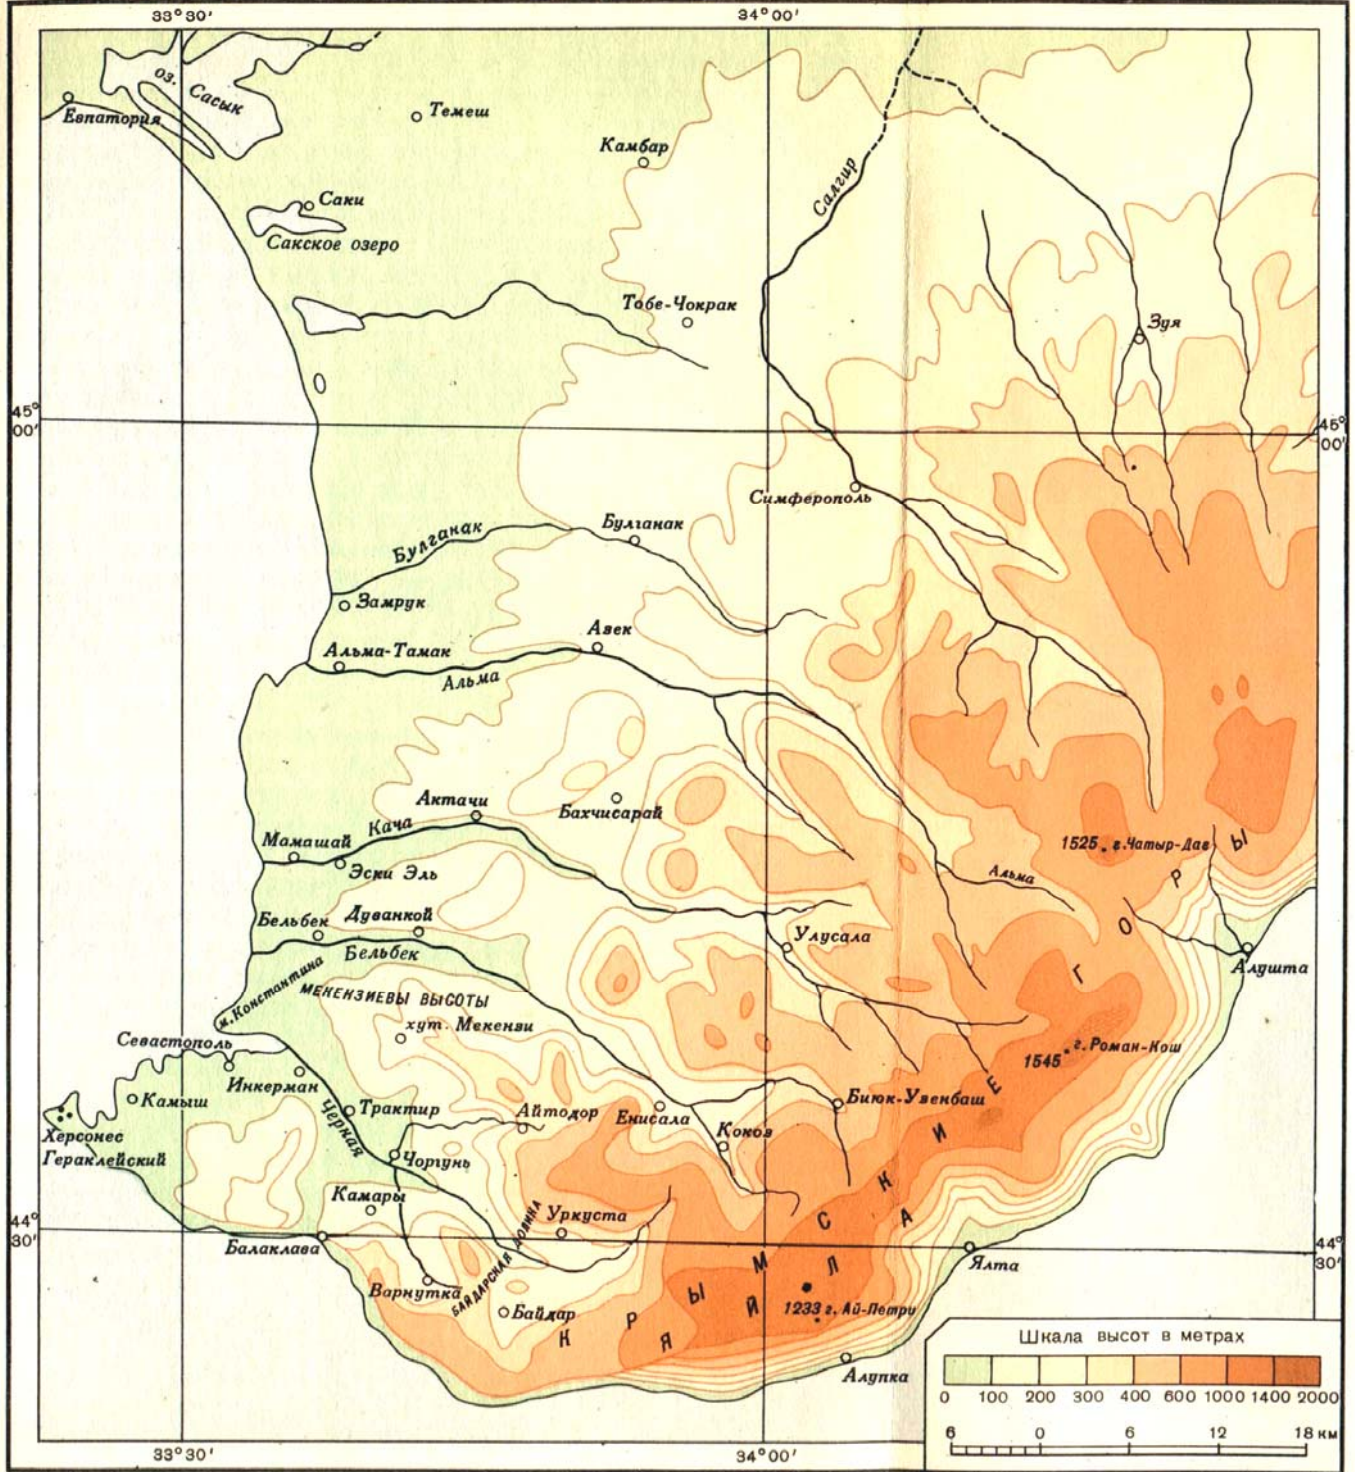 33°30'
34°00'
оз. Сасык
Евпатория
Темеш
Камбар
Салгир
Саки
Сакское озеро
Тобе-Чокрак
Зуя
45°
00'
45°
00'
Симферополь
Булганак
Булганак
Замрук
Авек
Альма-Тамак
Альма
Актачи
Бахчисарай
Кача
Мамашай
Эски Эль
1525 г. Чатыр-Даг
Альма
Бельбек
Дуванкой
Бельбек
Улусала
Алушта
м. Константина
МЕКЕНЗИЕВЫ ВЫСОТЫ
хут. Мекензи
Севастополь
1545 г. Роман-Кош
Инкерман
Камыш
Трактир
Черная
Айтодор
Енисала
Биюк-Узенбаш
Коков
Херсонес
Гераклейский
Чоргунь
Камары
Уркуста
44°
30'
44°
30'
Балаклава
Ялта
БАЙДАРСКАЯ ДОЛИНА
Варнутка
Байдар
1233 г. Ай-Петри
КРЫМСКИЕ ГОРЫ
ЯЙЛА
Алупка
Шкала высот в метрах
0 100 200 300 400 600 1000 1400 2000
6 0 6 12 18 км
33°30'
34°00'